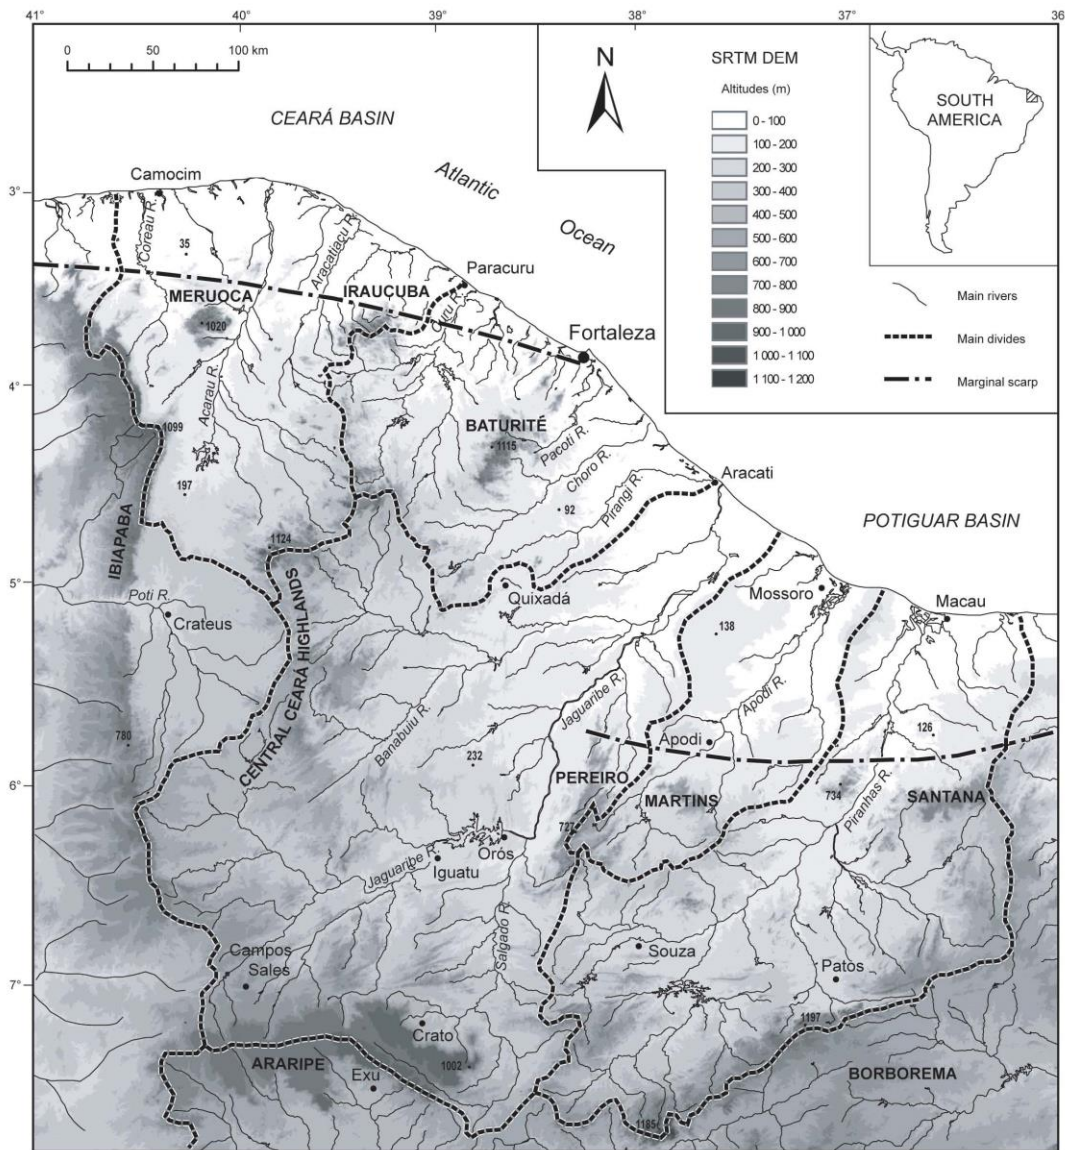 41°
40°
39°
38°
37°
36
0
50
100 km
N
SRTM DEM
Altitudes (m)
0 - 100
100 - 200
200 - 300
300 - 400
400 - 500
500 - 600
600 - 700
700 - 800
800 - 900
900 - 1 000
1 000 - 1 100
1 100 - 1 200
SOUTH
AMERICA
Main rivers
Main divides
Marginal scarp
CEARÁ BASIN
Atlantic
Ocean
3°
Camocim
Coreau R.
35
Aracatiaçu R.
Paracuru
MERUOCA
IRAUÇUBA
Curu R.
1020
Fortaleza
4°
Acarau R.
1099
BATURITÉ
1115
Pacoti R.
Choro R.
Pirangi R.
197
92
Aracati
POTIGUAR BASIN
IBIAPABA
1124
5°
Poti R.
Crateus
CENTRAL CEARÁ HIGHLANDS
Quixadá
Mossoro
Macau
138
Banabuiu R.
Jaguaribe R.
Apodi R.
780
232
Apodi
126
6°
PEREIRO
MARTINS
734
Piranhas R.
SANTANA
727
Jaguaribe R.
Orós
Iguatu
Salgado R.
Campos
Sales
Souza
Patos
7°
Crato
1197
ARARIPE
1002
Exu
BORBOREMA
1185